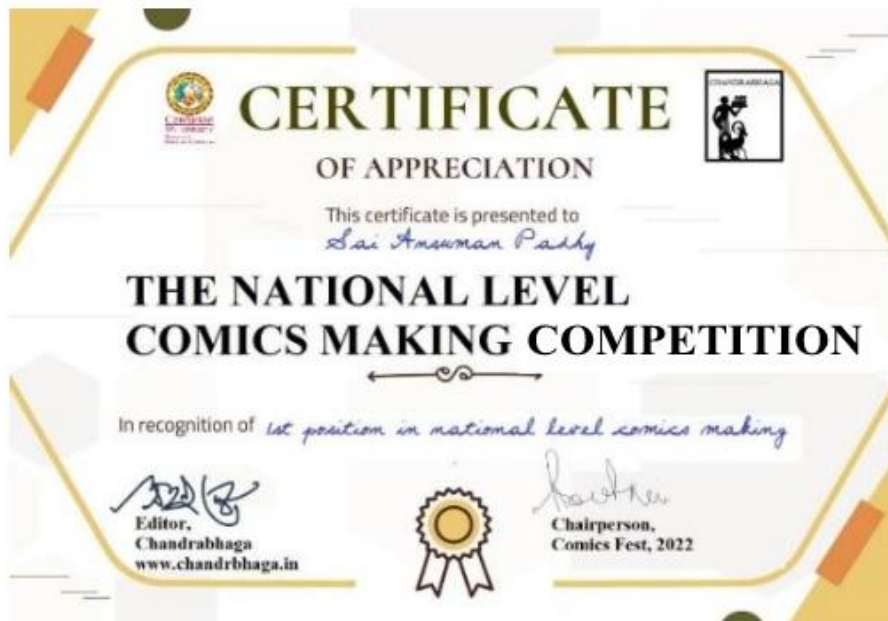 CHANDRABHAGA
CERTIFICATE
OF APPRECIATION
This certificate is presented to
Sai Ansuman Padhy
THE NATIONAL LEVEL
COMICS MAKING COMPETITION
In recognition of 1st position in national level comics making
Editor,
Chandrabhaga
www.chandrbhaga.in
Chairperson,
Comics Fest, 2022